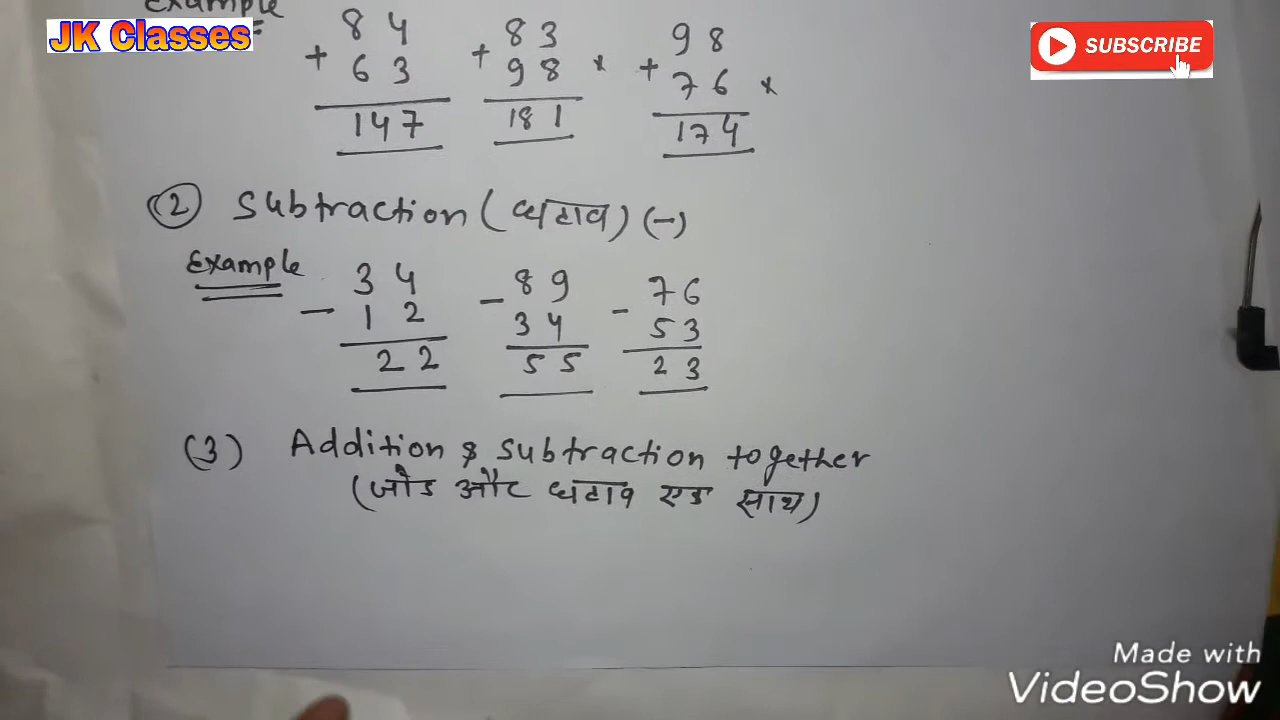 Example
JK Classes
SUBSCRIBE
84 + 63 = 147
83 + 98 × 181
98 + 76 × 174
(2) Subtraction (घटाव) (-)
Example
34 - 12 22
89 - 34 55
76 - 53 23
(3) Addition & Subtraction together
(जोड और घटाव एक साथ)
Made with
VideoShow